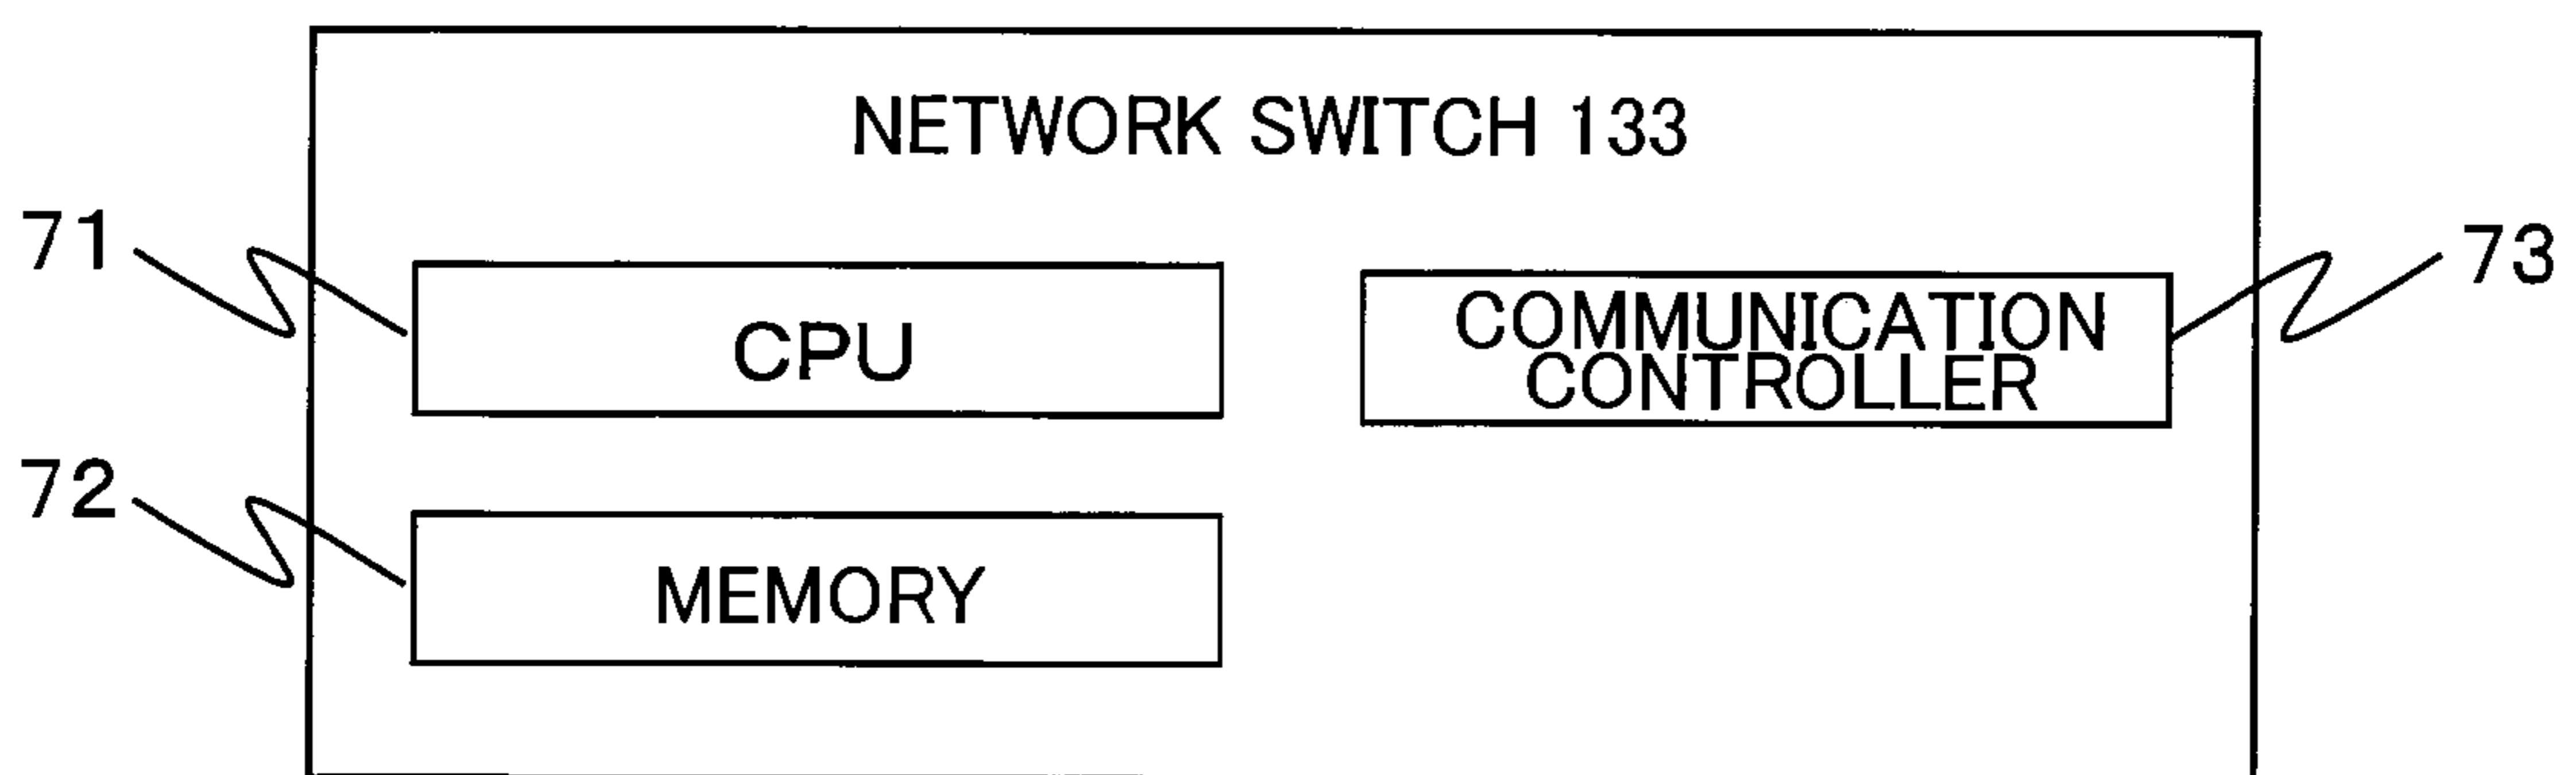 NETWORK SWITCH 133
71
CPU
COMMUNICATION
CONTROLLER
73
72
MEMORY